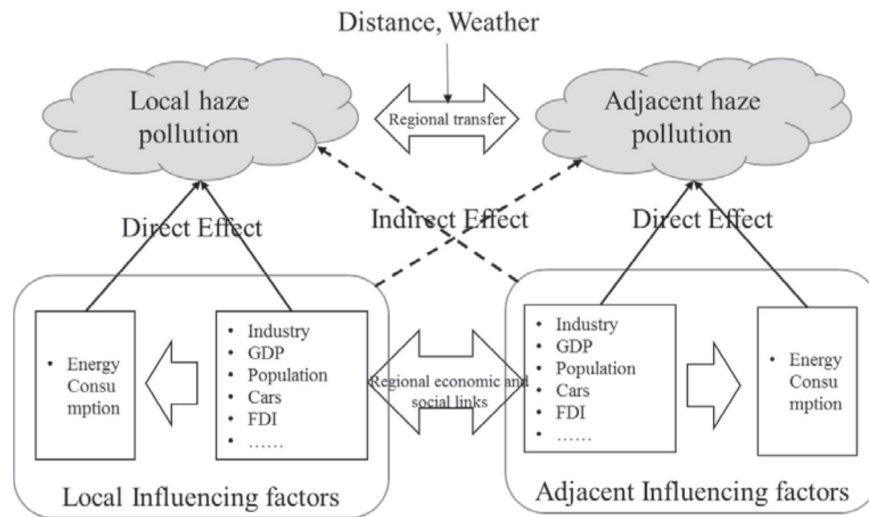 Distance, Weather
Local haze
pollution
Regional transfer
Adjacent haze
pollution
Direct Effect
Indirect Effect
Direct Effect
• Energy
Consu
mption
• Industry
• GDP
• Population
• Cars
• FDI
• ……
Regional economic and
social links
• Industry
• GDP
• Population
• Cars
• FDI
• ……
• Energy
Consu
mption
Local Influencing factors
Adjacent Influencing factors